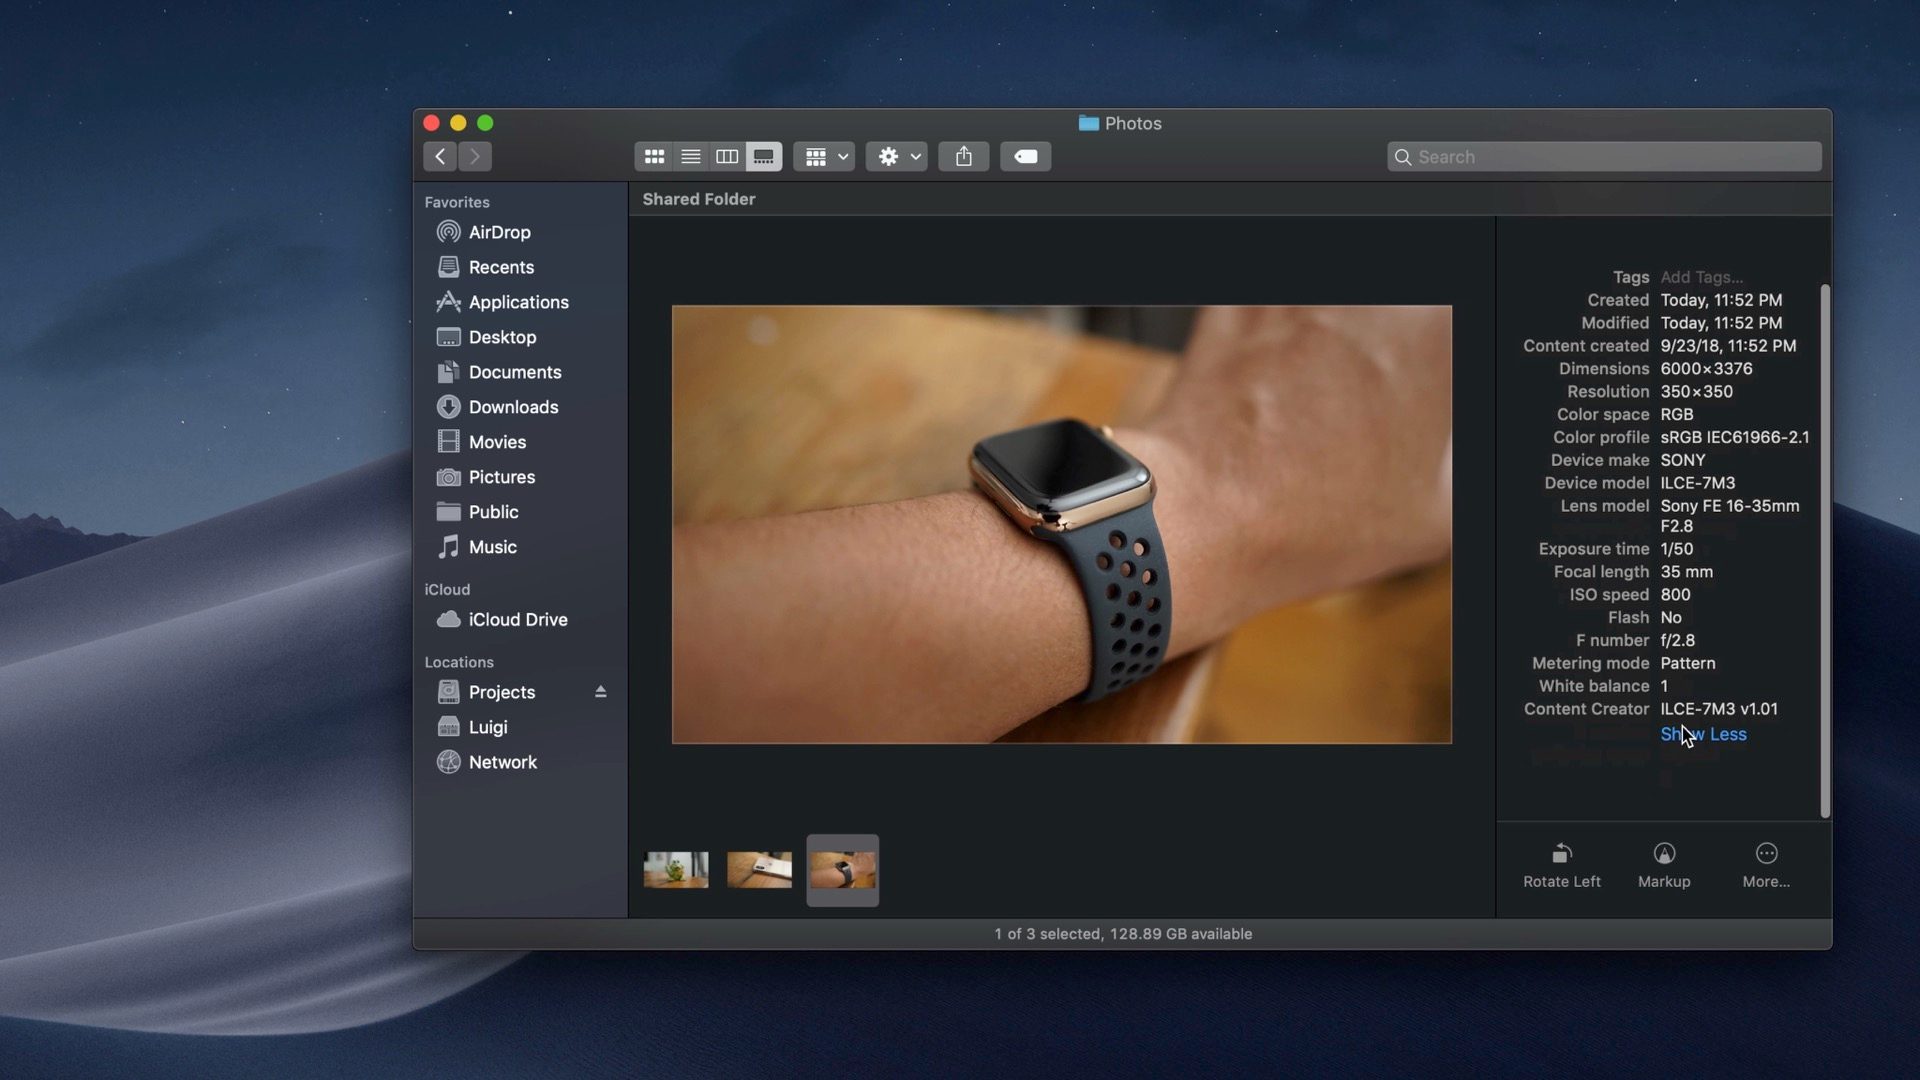 Photos
Search
Favorites
AirDrop
Recents
Applications
Desktop
Documents
Downloads
Movies
Pictures
Public
Music
iCloud
iCloud Drive
Locations
Projects
Luigi
Network
Shared Folder
Tags Add Tags...
Created Today, 11:52 PM
Modified Today, 11:52 PM
Content created 9/23/18, 11:52 PM
Dimensions 6000×3376
Resolution 350×350
Color space RGB
Color profile sRGB IEC61966-2.1
Device make SONY
Device model ILCE-7M3
Lens model Sony FE 16-35mm
F2.8
Exposure time 1/50
Focal length 35 mm
ISO speed 800
Flash No
F number f/2.8
Metering mode Pattern
White balance 1
Content Creator ILCE-7M3 v1.01
Show Less
Rotate Left
Markup
More...
1 of 3 selected, 128.89 GB available